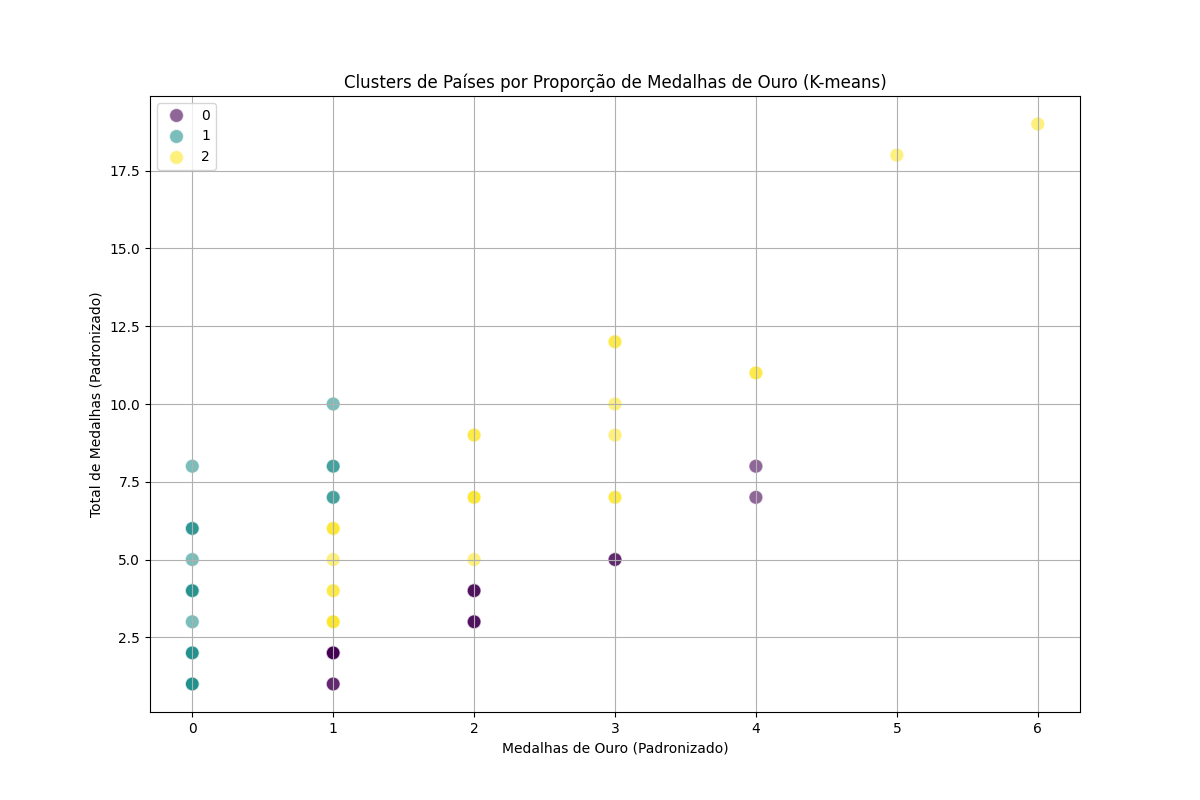 Clusters de Países por Proporção de Medalhas de Ouro (K-means)
0
1
2
17.5
15.0
12.5
10.0
7.5
5.0
2.5
Total de Medalhas (Padronizado)
0 1 2 3 4 5 6
Medalhas de Ouro (Padronizado)